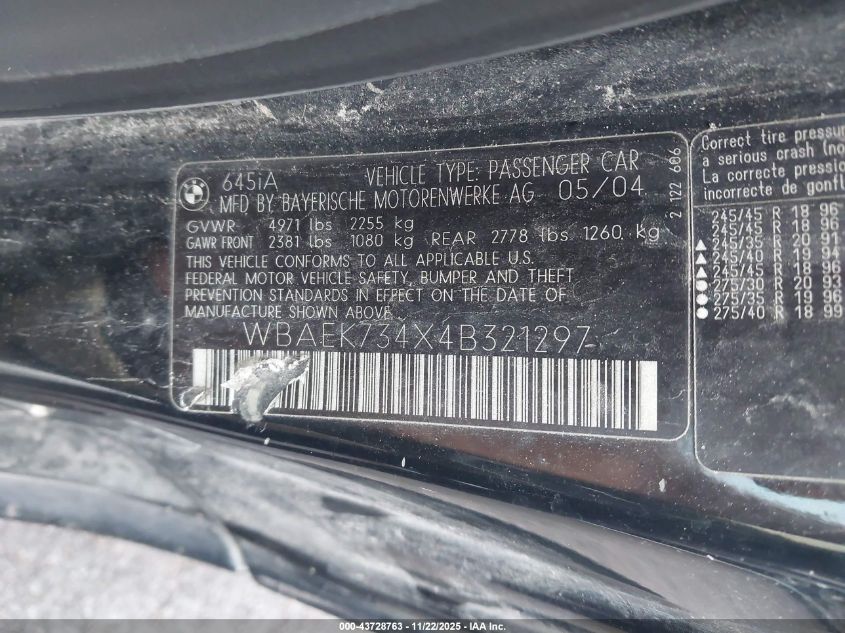 BMW
645iA VEHICLE TYPE: PASSENGER CAR
MFD BY BAYERISCHE MOTORENWERKE AG 05/04
GVWR 4971 lbs 2255 kg
GAWR FRONT 2381 lbs 1080 kg REAR 2778 lbs 1260 kg
THIS VEHICLE CONFORMS TO ALL APPLICABLE U.S.
FEDERAL MOTOR VEHICLE SAFETY, BUMPER AND THEFT
PREVENTION STANDARDS IN EFFECT ON THE DATE OF
MANUFACTURE SHOWN ABOVE
WBAEK734X4B321297
2 122 606
Correct tire pressur
a serious crash (no
La correcte pression
incorrecte de gonfl
245/45 R 18 96
245/45 R 18 96
245/35 R 20 91
245/40 R 19 94
245/45 R 18 96
275/30 R 20 93
275/35 R 19 96
275/40 R 18 99
000-43728763 - 11/22/2025 - IAA Inc.